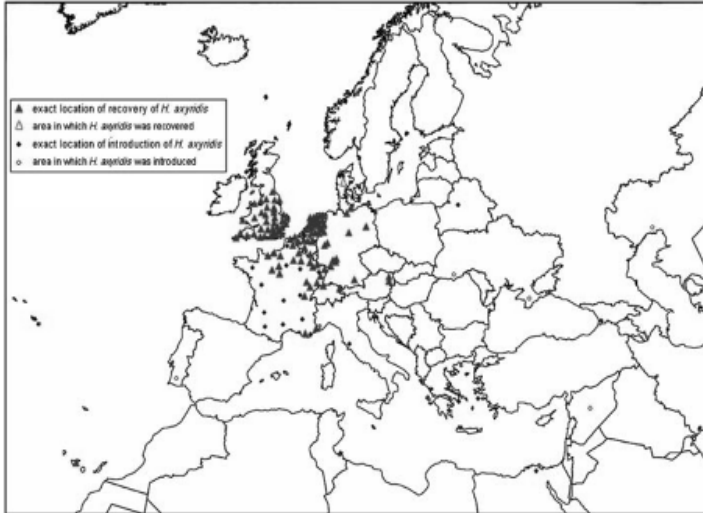 exact location of recovery of H. axyridis
area in which H. axyridis was recovered
exact location of introduction of H. axyridis
area in which H. axyridis was introduced